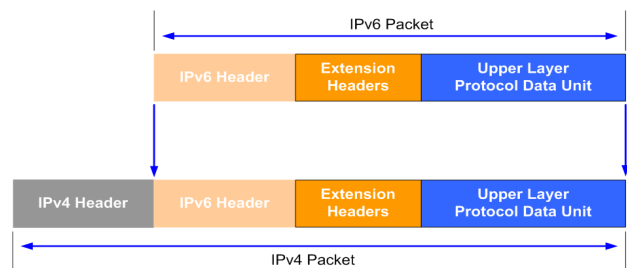 IPv6 Packet
IPv6 Header
Extension
Headers
Upper Layer
Protocol Data Unit
IPv4 Header
IPv6 Header
Extension
Headers
Upper Layer
Protocol Data Unit
IPv4 Packet